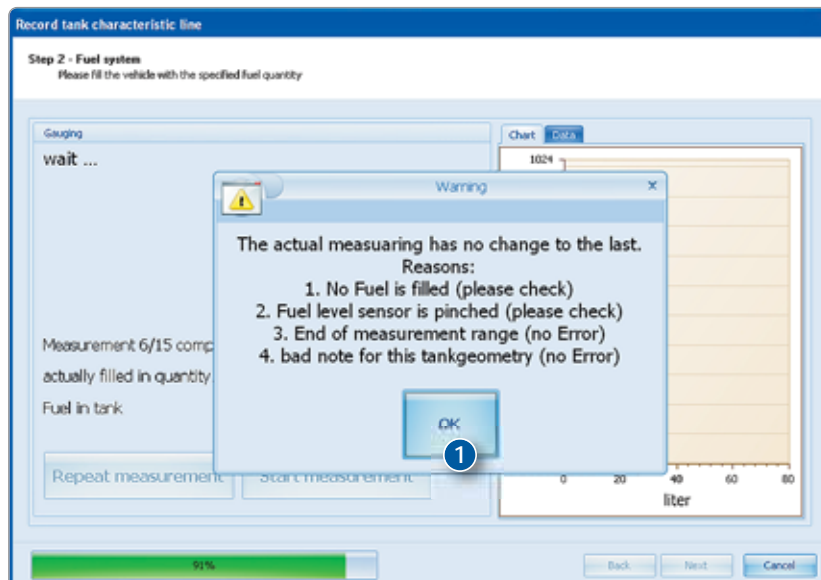 Record tank characteristic line
Step 2 - Fuel system
Please fill the vehicle with the specified fuel quantity
Gauging
wait ...
Chart Data
1024
Warning
The actual measuaring has no change to the last.
Reasons:
1. No Fuel is filled (please check)
2. Fuel level sensor is pinched (please check)
3. End of measurement range (no Error)
4. bad note for this tankgeometry (no Error)
OK
1
Measurement 6/15 comp
actually filled in quantity
Fuel in tank
Repeat measurement Start measurement
0 20 40 60 80
liter
91%
Back Next Cancel